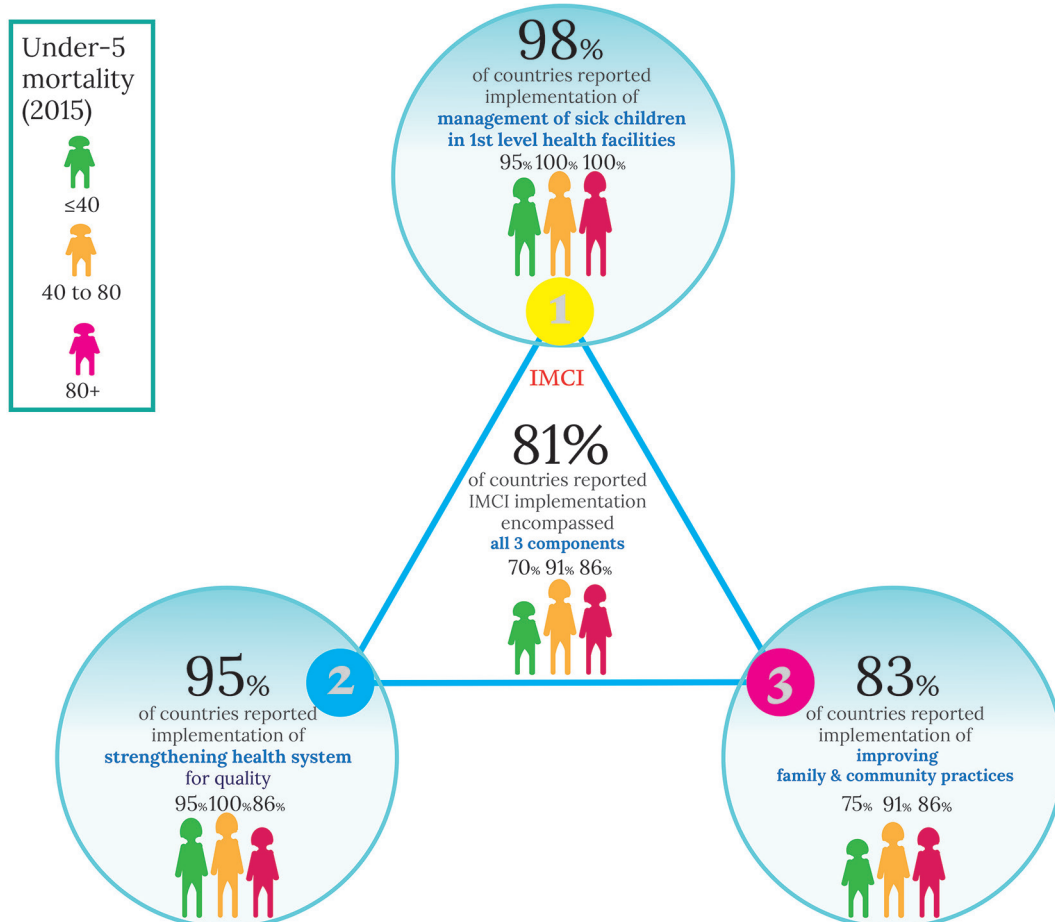 Under-5
mortality
(2015)
≤40
40 to 80
80+
98%
of countries reported
implementation of
management of sick children
in 1st level health facilities
95% 100% 100%
1
IMCI
81%
of countries reported
IMCI implementation
encompassed
all 3 components
70% 91% 86%
2
95%
of countries reported
implementation of
strengthening health system
for quality
95% 100% 86%
3
83%
of countries reported
implementation of
improving
family & community practices
75% 91% 86%